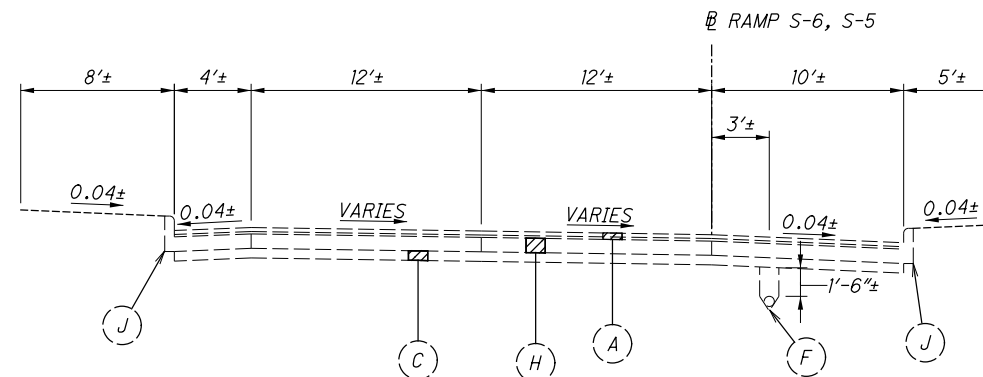 ℄ RAMP S-6, S-5
8'± 4'± 12'± 12'± 10'± 5'±
3'±
0.04± 0.04± VARIES VARIES 0.04± 0.04±
1'-6"±
J C H A F J